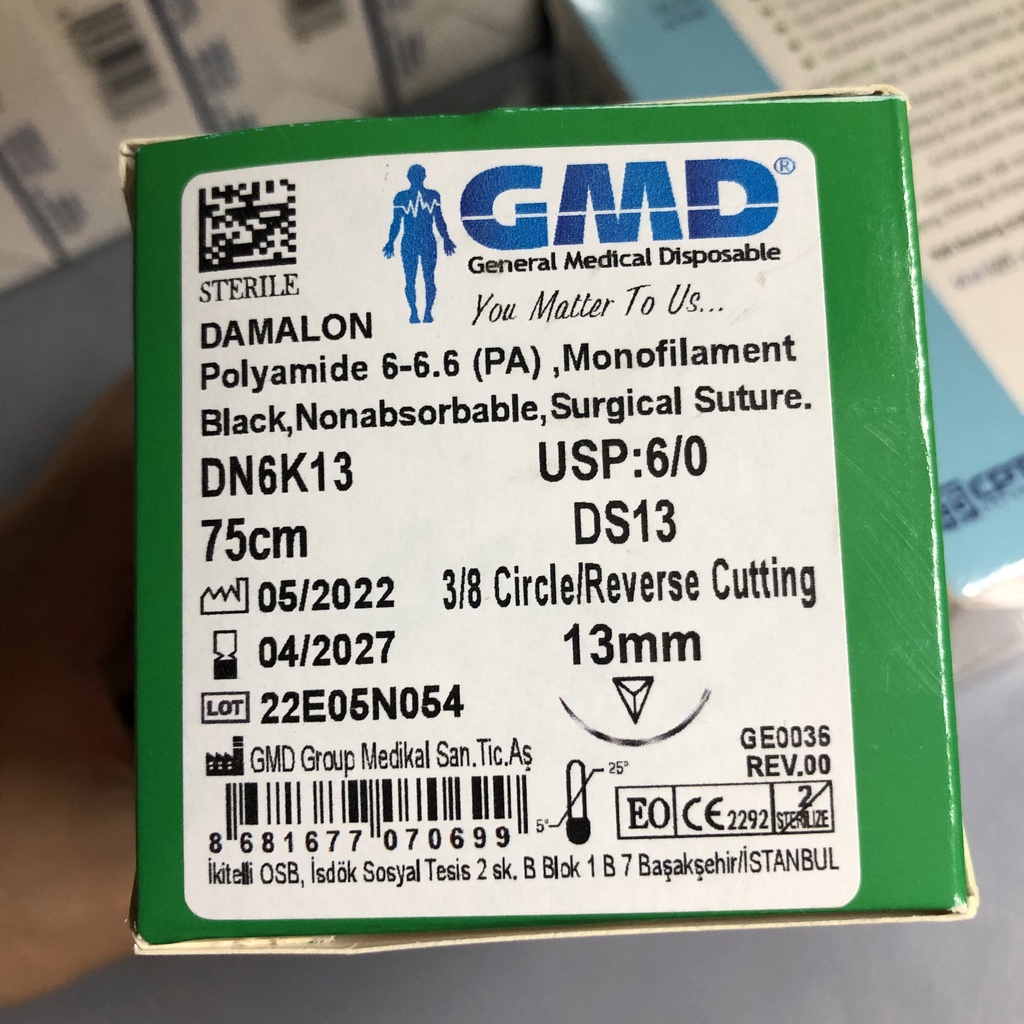 GMD®
General Medical Disposable
You Matter To Us...
STERILE
DAMALON
Polyamide 6-6.6 (PA) ,Monofilament
Black,Nonabsorbable,Surgical Suture.
DN6K13 USP:6/0
75cm DS13
05/2022 3/8 Circle/Reverse Cutting
04/2027 13mm
LOT 22E05N054
GE0036
REV.00
GMD Group Medikal San.Tic.Aş
25°
5°
EO CE 2292 2 STERILIZE
8 681677 070699
İkitelli OSB, İsdök Sosyal Tesis 2 sk. B Blok 1 B 7 Başakşehir/İSTANBUL